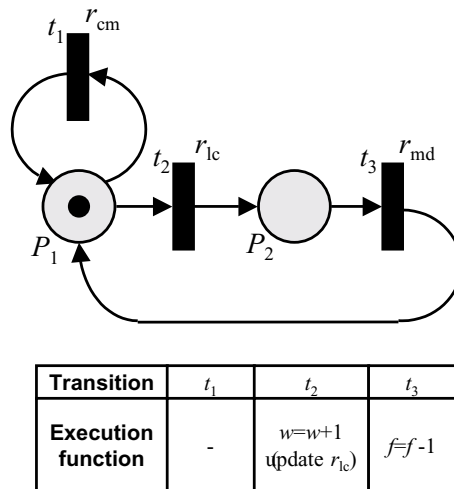 t1 rcm
t2 rlc
t3 rmd
P1
P2
Transition t1 t2 t3
Execution function - w=w+1 f=f-1
(update rlc)